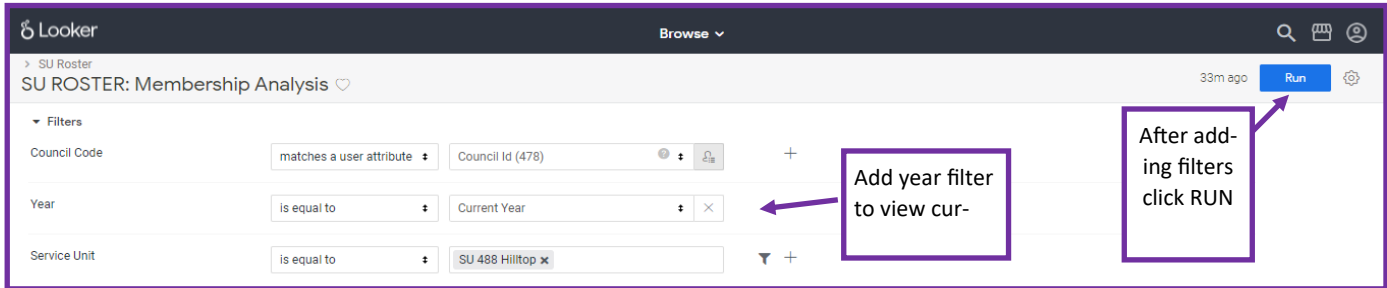 Looker
Browse
> SU Roster
SU ROSTER: Membership Analysis
33m ago
Run
Filters
Council Code
matches a user attribute
Council Id (478)
Year
is equal to
Current Year
Service Unit
is equal to
SU 488 Hilltop
Add year filter
to view cur-
After add-
ing filters
click RUN